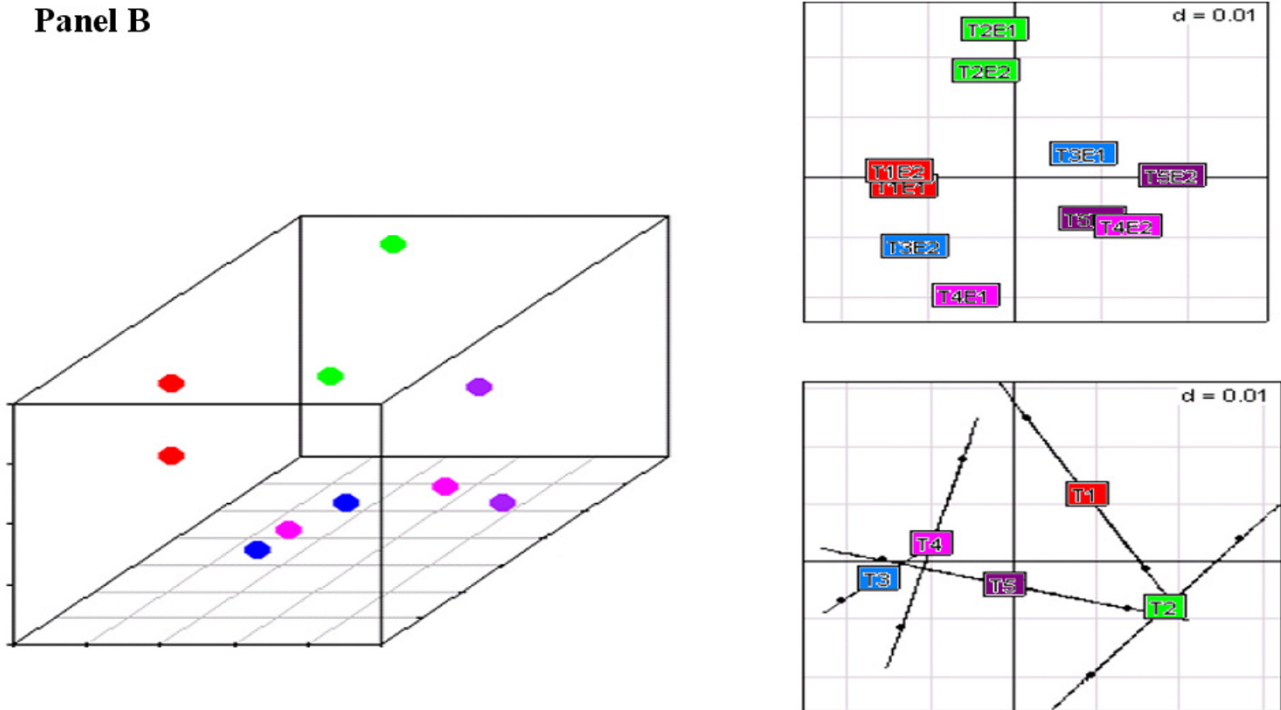 Panel B
d = 0.01
T2E1
T2E2
T3E1
T1E2
T1E1
T5E2
T4E2
T3E2
T4E1
d = 0.01
T1
T4
T3
T5
T2